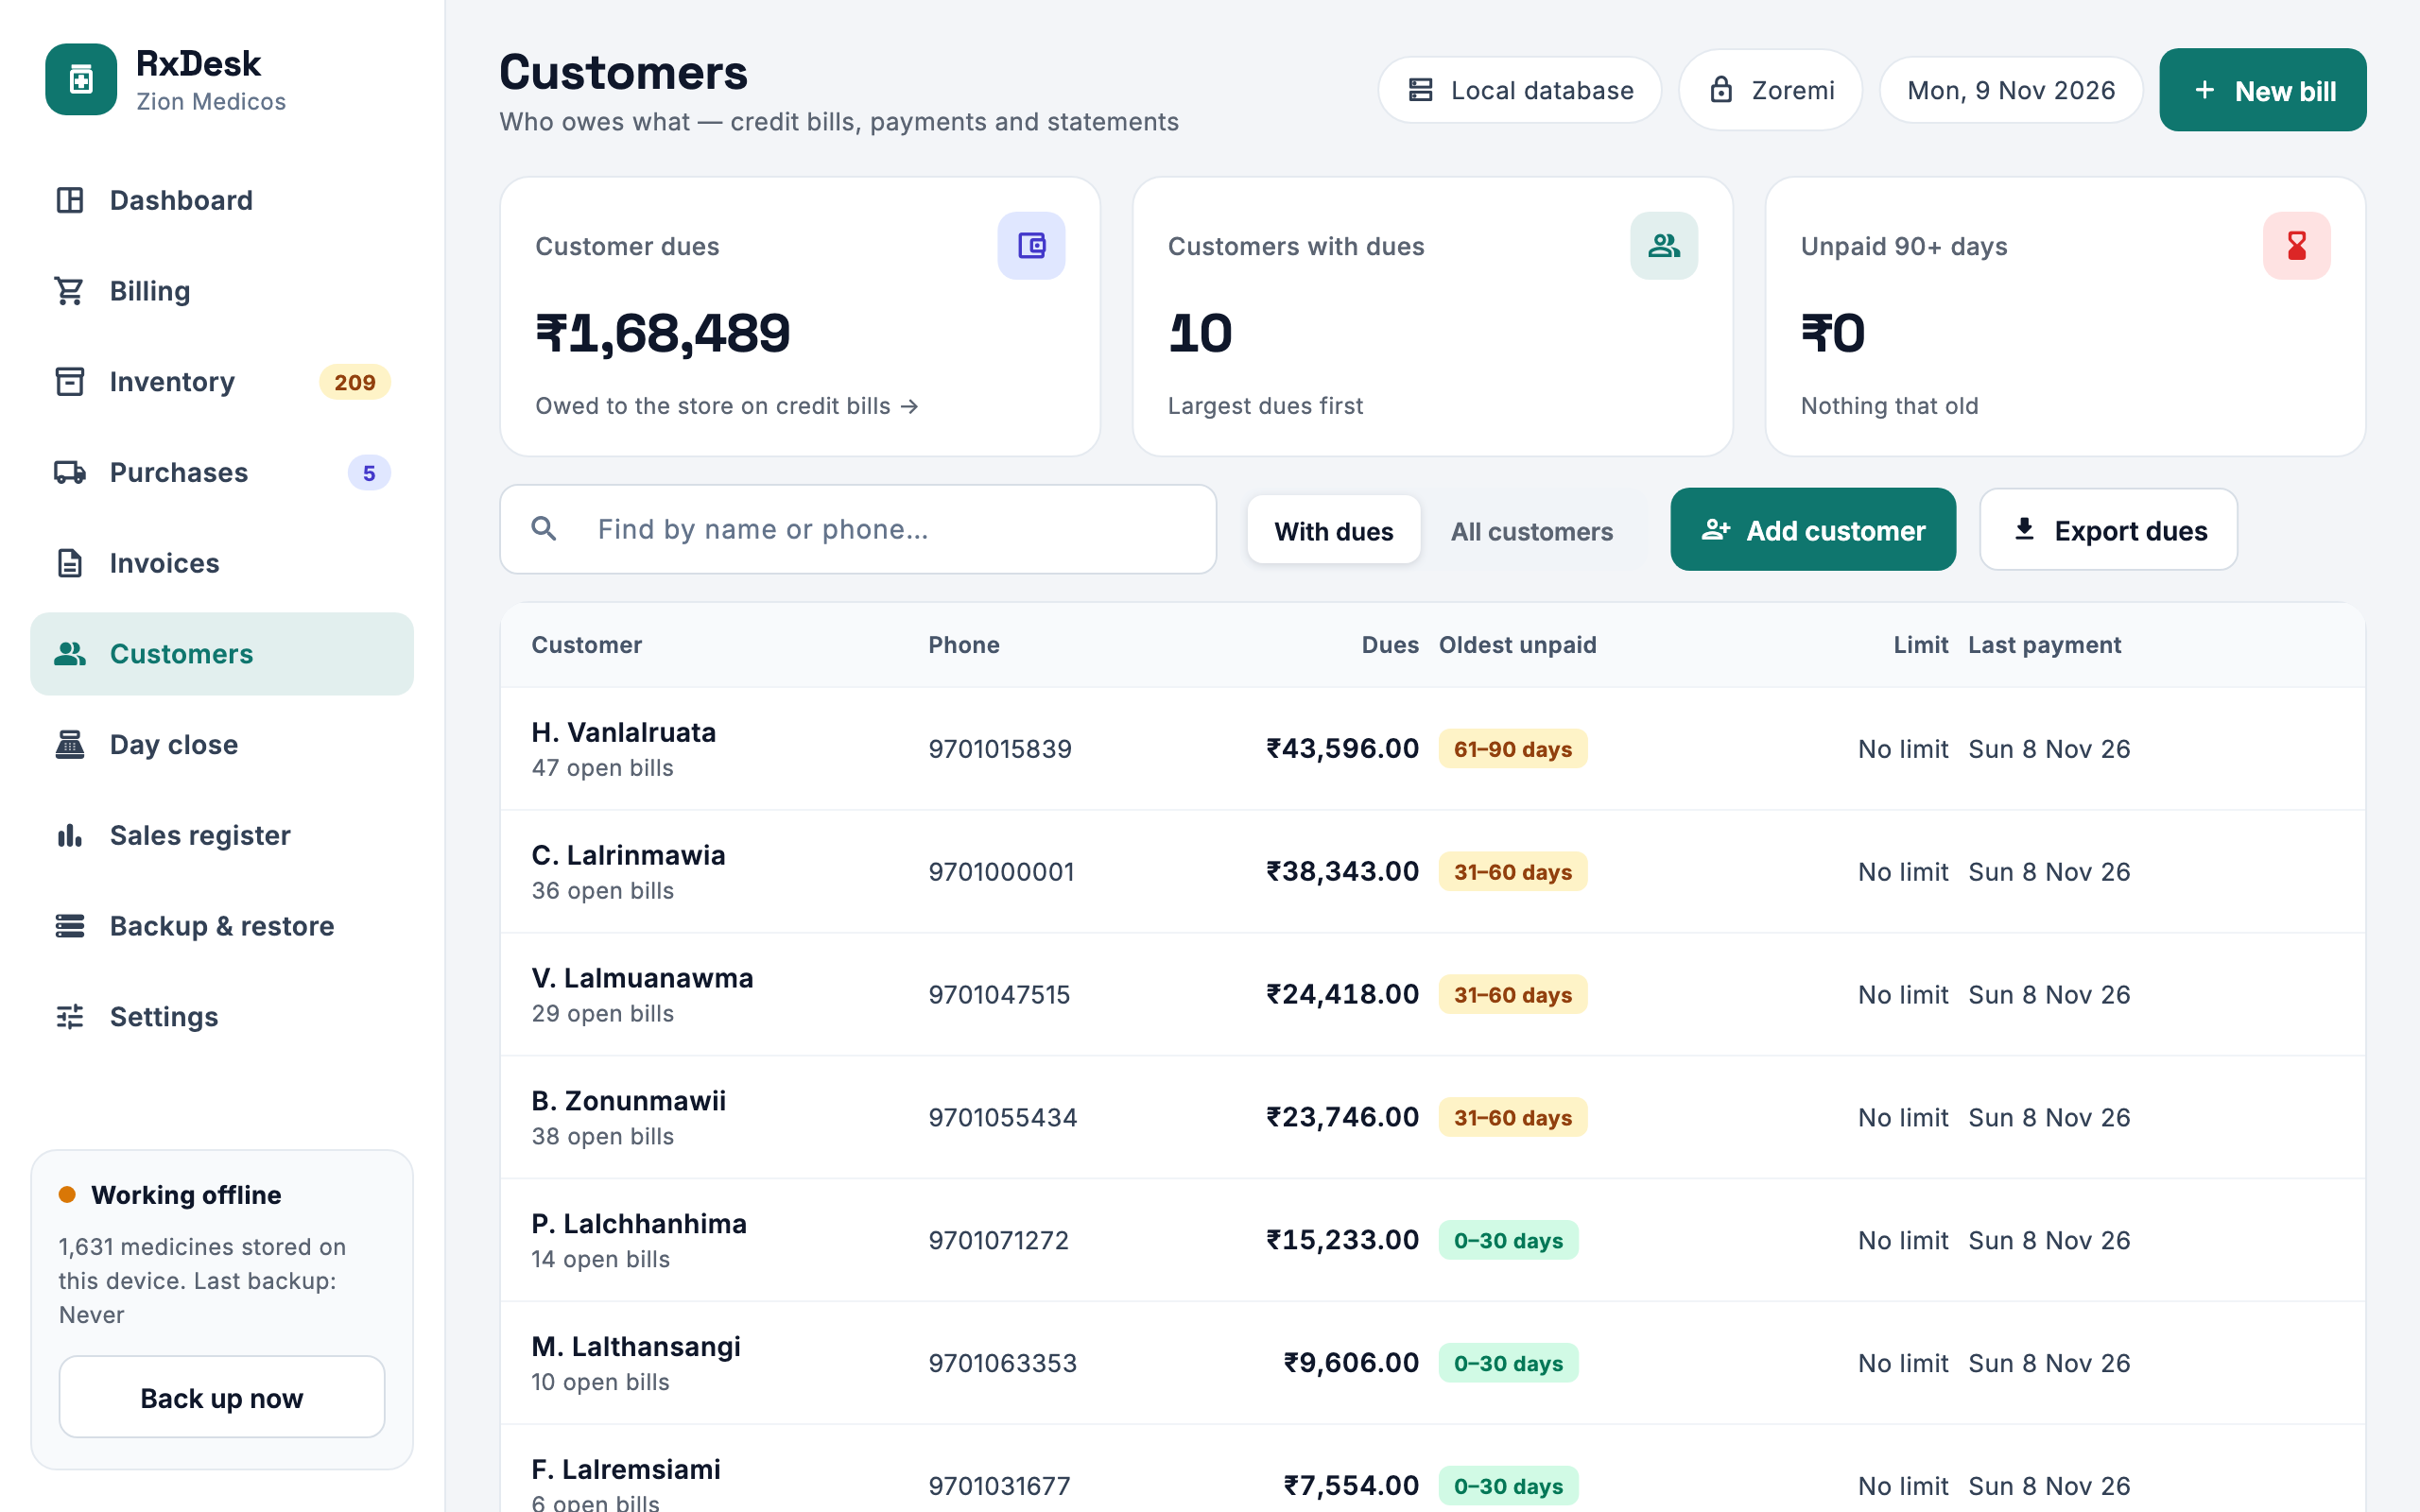 RxDesk
Zion Medicos
Dashboard
Billing
Inventory 209
Purchases 5
Invoices
Customers
Day close
Sales register
Backup & restore
Settings
Working offline
1,631 medicines stored on
this device. Last backup:
Never
Back up now
Customers
Who owes what — credit bills, payments and statements
Local database
Zoremi
Mon, 9 Nov 2026
+ New bill
Customer dues
₹1,68,489
Owed to the store on credit bills →
Customers with dues
10
Largest dues first
Unpaid 90+ days
₹0
Nothing that old
Find by name or phone...
With dues
All customers
Add customer
Export dues
Customer Phone Dues Oldest unpaid Limit Last payment
H. Vanlalruata
47 open bills
9701015839 ₹43,596.00 61–90 days No limit Sun 8 Nov 26
C. Lalrinmawia
36 open bills
9701000001 ₹38,343.00 31–60 days No limit Sun 8 Nov 26
V. Lalmuanawma
29 open bills
9701047515 ₹24,418.00 31–60 days No limit Sun 8 Nov 26
B. Zonunmawii
38 open bills
9701055434 ₹23,746.00 31–60 days No limit Sun 8 Nov 26
P. Lalchhanhima
14 open bills
9701071272 ₹15,233.00 0–30 days No limit Sun 8 Nov 26
M. Lalthansangi
10 open bills
9701063353 ₹9,606.00 0–30 days No limit Sun 8 Nov 26
F. Lalremsiami
6 open bills
9701031677 ₹7,554.00 0–30 days No limit Sun 8 Nov 26